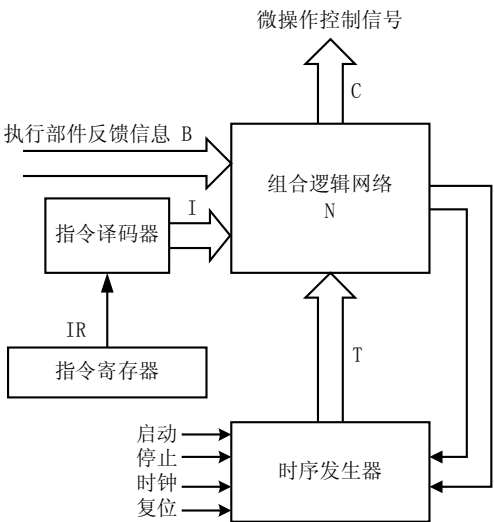 微操作控制信号
C
执行部件反馈信息 B
组合逻辑网络
N
I
指令译码器
IR
指令寄存器
T
启动
停止
时钟
复位
时序发生器